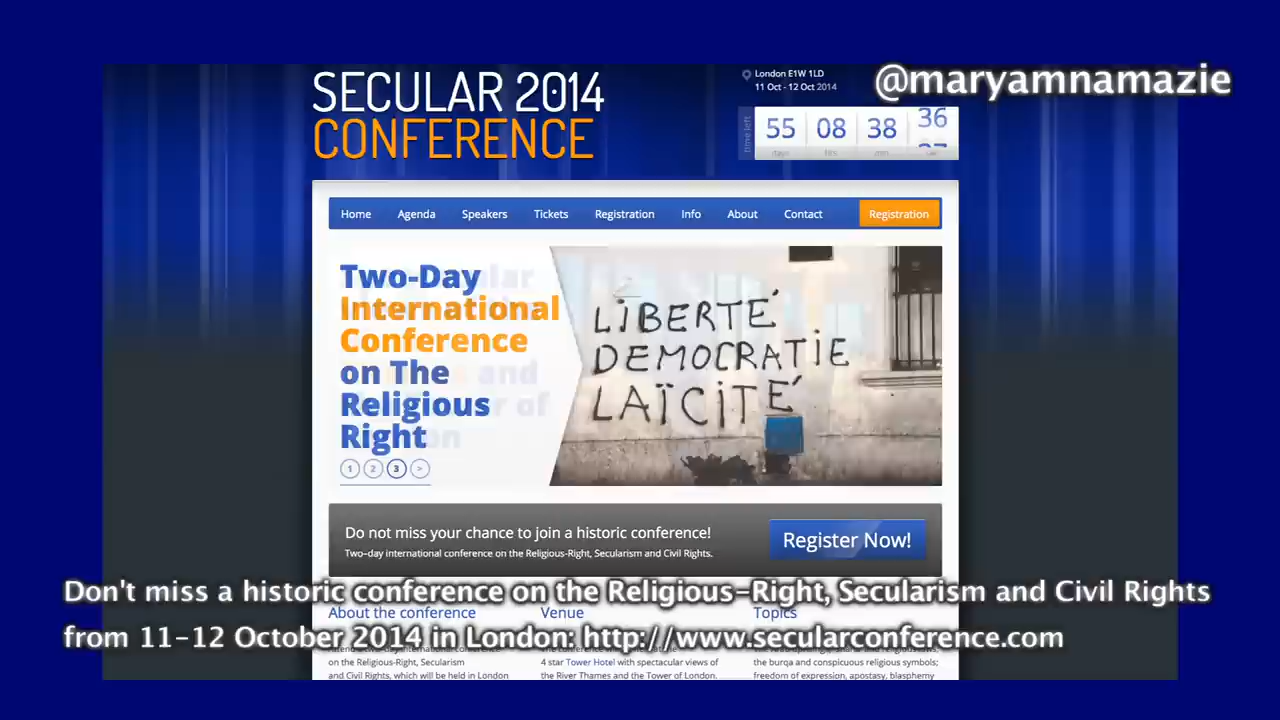 @maryamnamazie
SECULAR 2014
CONFERENCE
London E1W 1LD
11 Oct - 12 Oct 2014
time left
55 08 38 36
days hrs min
Home Agenda Speakers Tickets Registration Info About Contact Registration
Two-Day
International
Conference
on The
Religious
Right
1 2 3 >
LIBERTÉ
DEMOCRATIE
LAÏCITÉ
Do not miss your chance to join a historic conference!
Two-day international conference on the Religious-Right, Secularism and Civil Rights.
Register Now!
Don't miss a historic conference on the Religious-Right, Secularism and Civil Rights
from 11-12 October 2014 in London: http://www.secularconference.com
About the conference
on the Religious-Right, Secularism
and Civil Rights, which will be held in London
Venue
4 star Tower Hotel with spectacular views of
the River Thames and the Tower of London.
Topics
the burqa and conspicuous religious symbols;
freedom of expression, apostasy, blasphemy